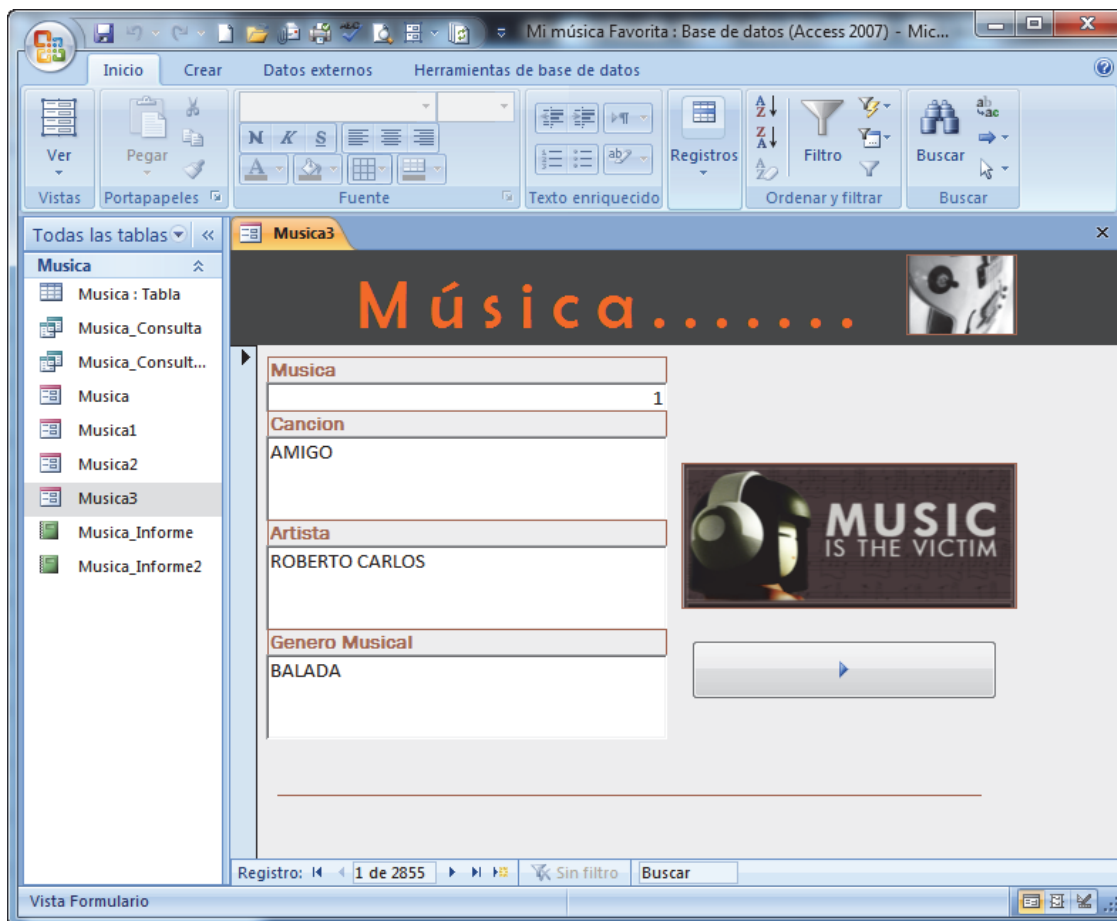 Mi música Favorita : Base de datos (Access 2007) - Mic...
Inicio Crear Datos externos Herramientas de base de datos
Ver
Pegar
N K S
A
Registros
Filtro
Buscar
Vistas
Portapapeles
Fuente
Texto enriquecido
Ordenar y filtrar
Buscar
Todas las tablas
Musica
Musica : Tabla
Musica_Consulta
Musica_Consult...
Musica
Musica1
Musica2
Musica3
Musica_Informe
Musica_Informe2
Musica3
Música.......
Musica
1
Cancion
AMIGO
Artista
ROBERTO CARLOS
Genero Musical
BALADA
MUSIC
IS THE VICTIM
Registro: 1 de 2855 Sin filtro Buscar
Vista Formulario